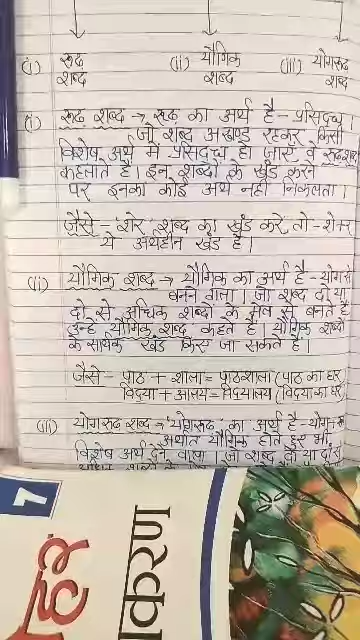 (i) रूढ़ शब्द (ii) यौगिक शब्द (iii) योगरूढ़ शब्द
(i) रूढ़ शब्द → रूढ़ का अर्थ है - प्रसिद्ध।
जो शब्द अखण्ड रहकर किसी
विशेष अर्थ में प्रसिद्ध हो जाए वे रूढ़ शब्द
कहलाते है। इन शब्दों के खंड करने
पर इनका कोई अर्थ नही निकलता।
जैसे - 'शेर' शब्द का खंड करे, तो - शे+र
ये अर्थहीन खंड है।
(ii) यौगिक शब्द → यौगिक का अर्थ है - योग से
बनने वाला। जो शब्द दो या
दो से अधिक शब्दों के मेल से बनते है
उन्हे यौगिक शब्द कहते है। यौगिक शब्दो
के सार्थक खंड किए जा सकते है।
जैसे - पाठ + शाला = पाठशाला (पाठ का घर)
विद्या + आलय = विद्यालय (विद्या का घर)
(iii) योगरूढ़ शब्द → 'योगरूढ़' का अर्थ है - योग+रूढ़
अर्थात यौगिक होते हुए भी,
विशेष अर्थ देने वाला। जो शब्द दो या दो से
7
करण